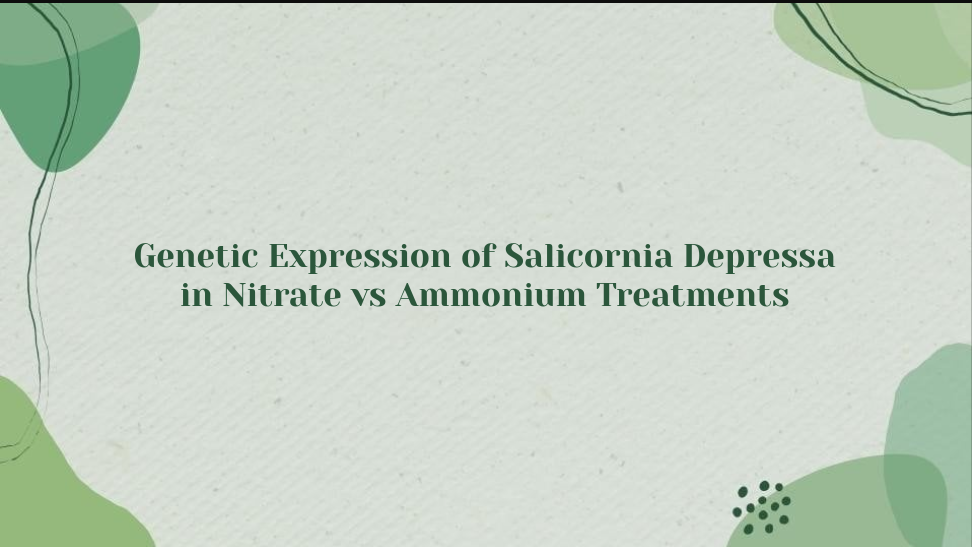 Genetic Expression of Salicornia Depressa
in Nitrate vs Ammonium Treatments